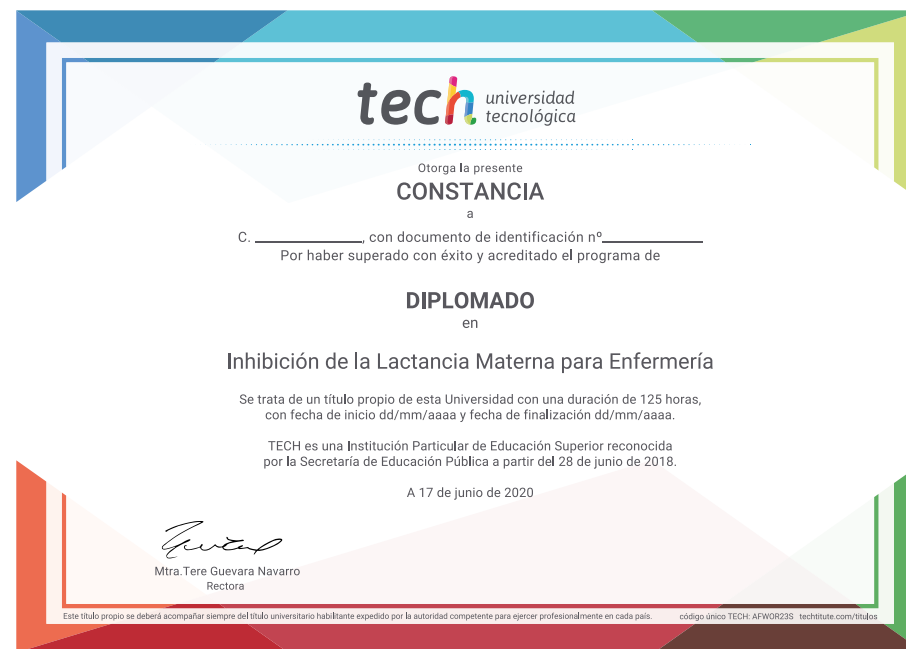 tech universidad
tecnológica
Otorga la presente
CONSTANCIA
a
C. ______________, con documento de identificación nº_____________
Por haber superado con éxito y acreditado el programa de
DIPLOMADO
en
Inhibición de la Lactancia Materna para Enfermería
Se trata de un título propio de esta Universidad con una duración de 125 horas,
con fecha de inicio dd/mm/aaaa y fecha de finalización dd/mm/aaaa.
TECH es una Institución Particular de Educación Superior reconocida
por la Secretaría de Educación Pública a partir del 28 de junio de 2018.
A 17 de junio de 2020
Mtra.Tere Guevara Navarro
Rectora
Este título propio se deberá acompañar siempre del título universitario habilitante expedido por la autoridad competente para ejercer profesionalmente en cada país. código único TECH: AFWOR23S techtitute.com/titulos